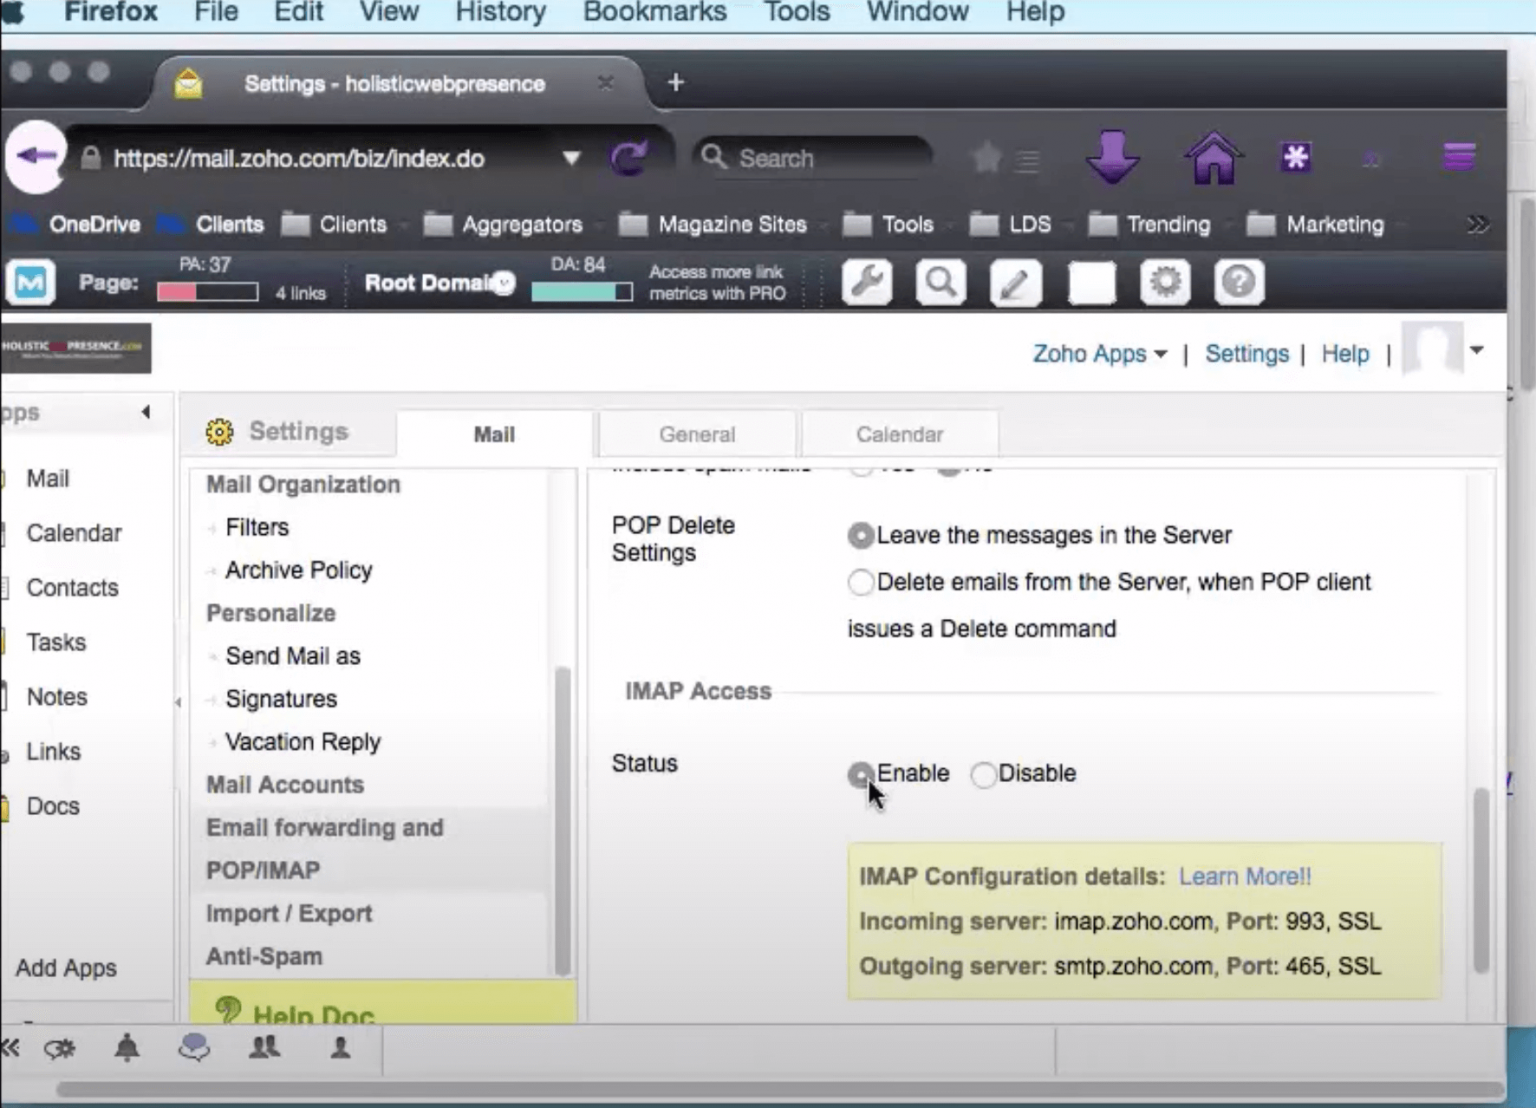 Firefox File Edit View History Bookmarks Tools Window Help
Settings - holisticwebpresence
https://mail.zoho.com/biz/index.do
Search
OneDrive Clients Clients Aggregators Magazine Sites Tools LDS Trending Marketing
M Page: PA: 37 4 links Root Domain DA: 84 Access more link
metrics with PRO
HOLISTIC PRESENCE.COM
Zoho Apps | Settings | Help |
pps
Mail
Calendar
Contacts
Tasks
Notes
Links
Docs
Add Apps
Settings Mail General Calendar
Mail Organization
Filters
Archive Policy
Personalize
Send Mail as
Signatures
Vacation Reply
Mail Accounts
Email forwarding and
POP/IMAP
Import / Export
Anti-Spam
Help Doc
POP Delete
Settings
Leave the messages in the Server
Delete emails from the Server, when POP client
issues a Delete command
IMAP Access
Status Enable Disable
IMAP Configuration details: Learn More!!
Incoming server: imap.zoho.com, Port: 993, SSL
Outgoing server: smtp.zoho.com, Port: 465, SSL